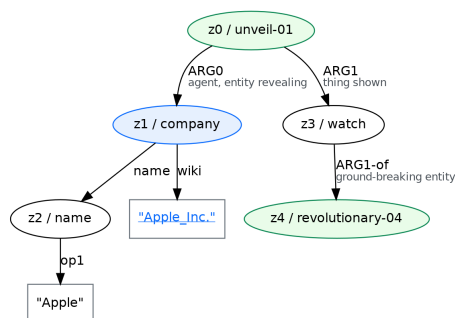 z0 / unveil-01
ARG0
agent, entity revealing
ARG1
thing shown
z1 / company
z3 / watch
name
wiki
ARG1-of
ground-breaking entity
z2 / name
"Apple_Inc."
z4 / revolutionary-04
op1
"Apple"